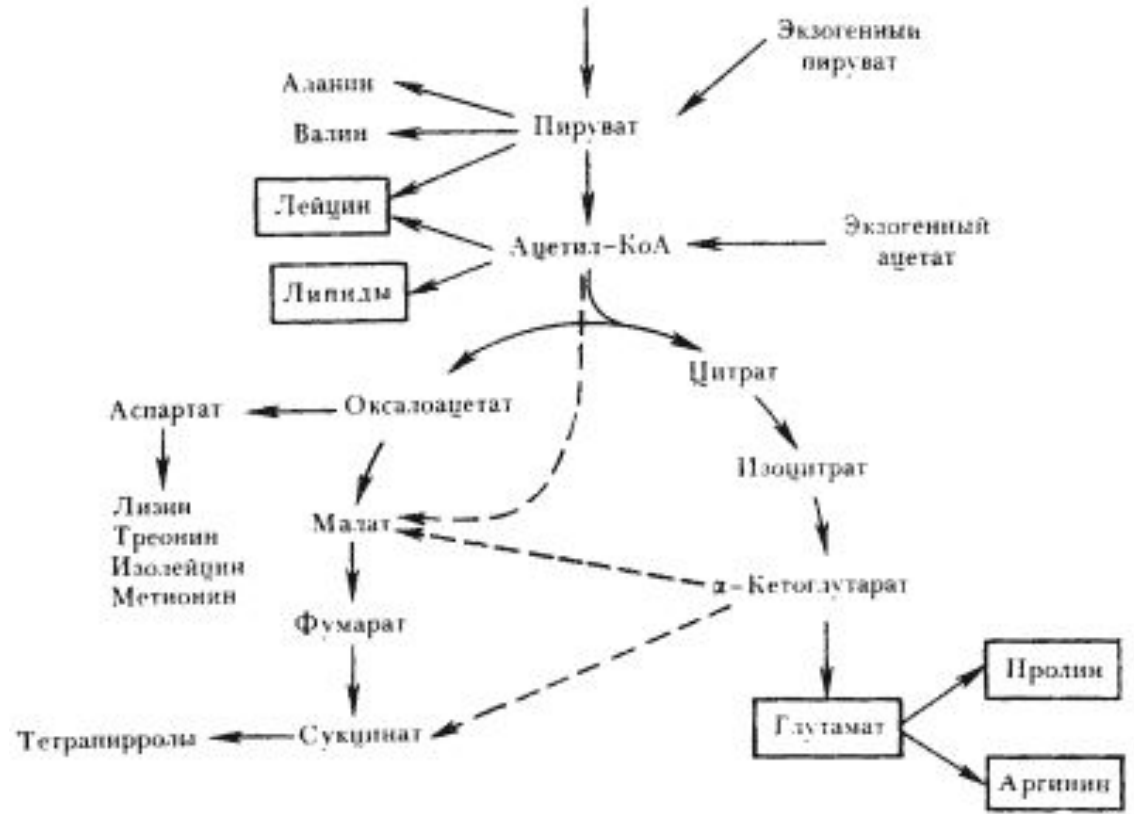 Экзогенный
пируват
Аланин
Валин
Пируват
Лейцин
Ацетил-КоА
Экзогенный
ацетат
Липиды
Цитрат
Аспартат
Оксалоацетат
Изоцитрат
Лизин
Треонин
Изолейцин
Метионин
Малат
α-Кетоглутарат
Фумарат
Пролин
Глутамат
Тетрапирролы
Сукцинат
Аргинин